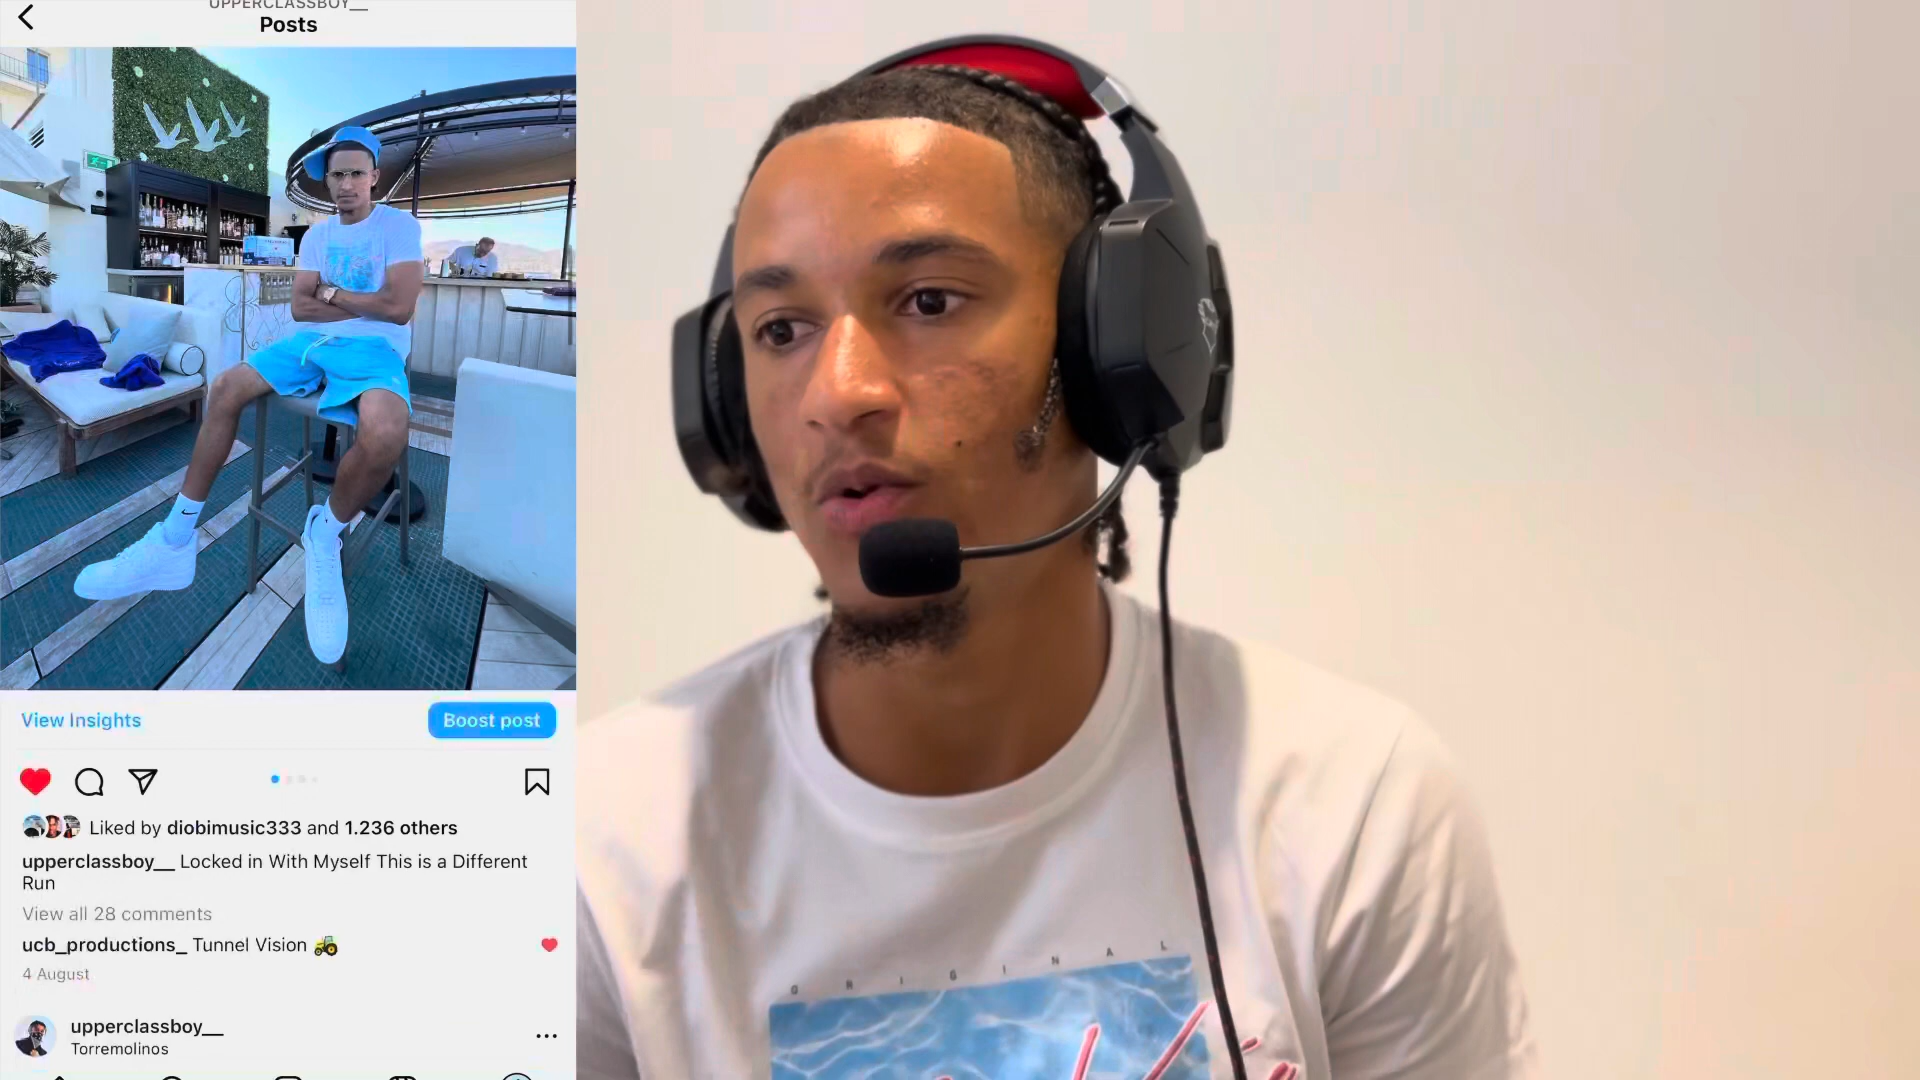 UPPERCLASSBOY__
Posts
View Insights
Boost post
Liked by diobimusic333 and 1.236 others
upperclassboy__ Locked in With Myself This is a Different
Run
View all 28 comments
ucb_productions_ Tunnel Vision
4 August
upperclassboy__
Torremolinos
ORIGINAL